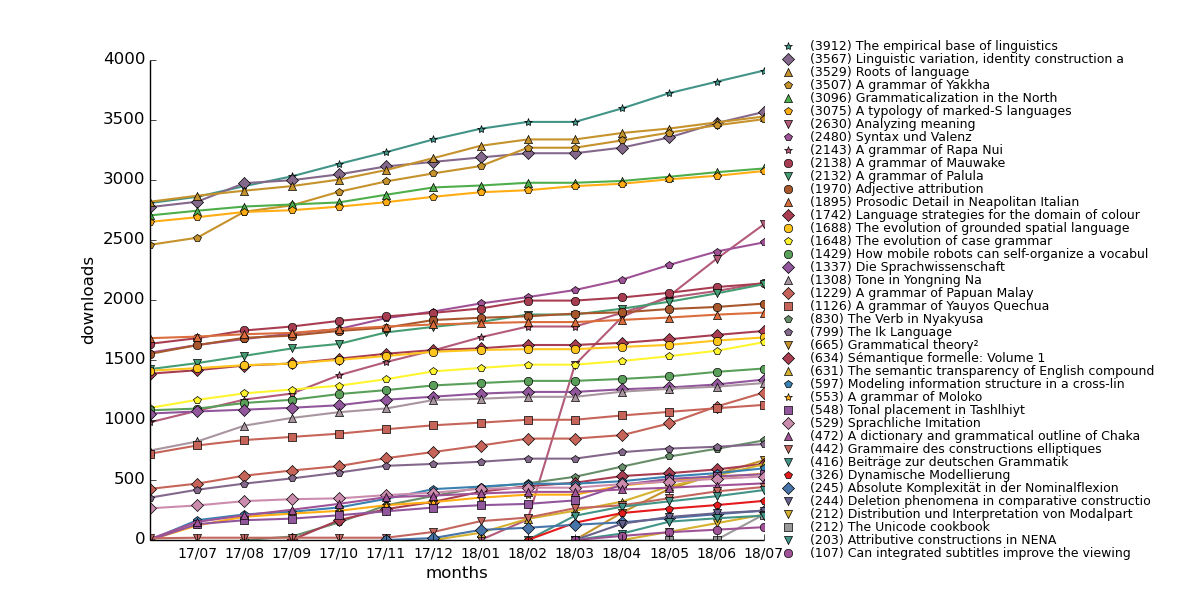 4000
3500
3000
2500
2000
1500
1000
500
0
downloads
17/07 17/08 17/09 17/10 17/11 17/12 18/01 18/02 18/03 18/04 18/05 18/06 18/07
months
(3912) The empirical base of linguistics
(3567) Linguistic variation, identity construction a
(3529) Roots of language
(3507) A grammar of Yakkha
(3096) Grammaticalization in the North
(3075) A typology of marked-S languages
(2630) Analyzing meaning
(2480) Syntax und Valenz
(2143) A grammar of Rapa Nui
(2138) A grammar of Mauwake
(2132) A grammar of Palula
(1970) Adjective attribution
(1895) Prosodic Detail in Neapolitan Italian
(1742) Language strategies for the domain of colour
(1688) The evolution of grounded spatial language
(1648) The evolution of case grammar
(1429) How mobile robots can self-organize a vocabul
(1337) Die Sprachwissenschaft
(1308) Tone in Yongning Na
(1229) A grammar of Papuan Malay
(1126) A grammar of Yauyos Quechua
(830) The Verb in Nyakyusa
(799) The Ik Language
(665) Grammatical theory²
(634) Sémantique formelle: Volume 1
(631) The semantic transparency of English compound
(597) Modeling information structure in a cross-lin
(553) A grammar of Moloko
(548) Tonal placement in Tashlhiyt
(529) Sprachliche Imitation
(472) A dictionary and grammatical outline of Chaka
(442) Grammaire des constructions elliptiques
(416) Beiträge zur deutschen Grammatik
(326) Dynamische Modellierung
(245) Absolute Komplexität in der Nominalflexion
(244) Deletion phenomena in comparative constructio
(212) Distribution und Interpretation von Modalpart
(212) The Unicode cookbook
(203) Attributive constructions in NENA
(107) Can integrated subtitles improve the viewing